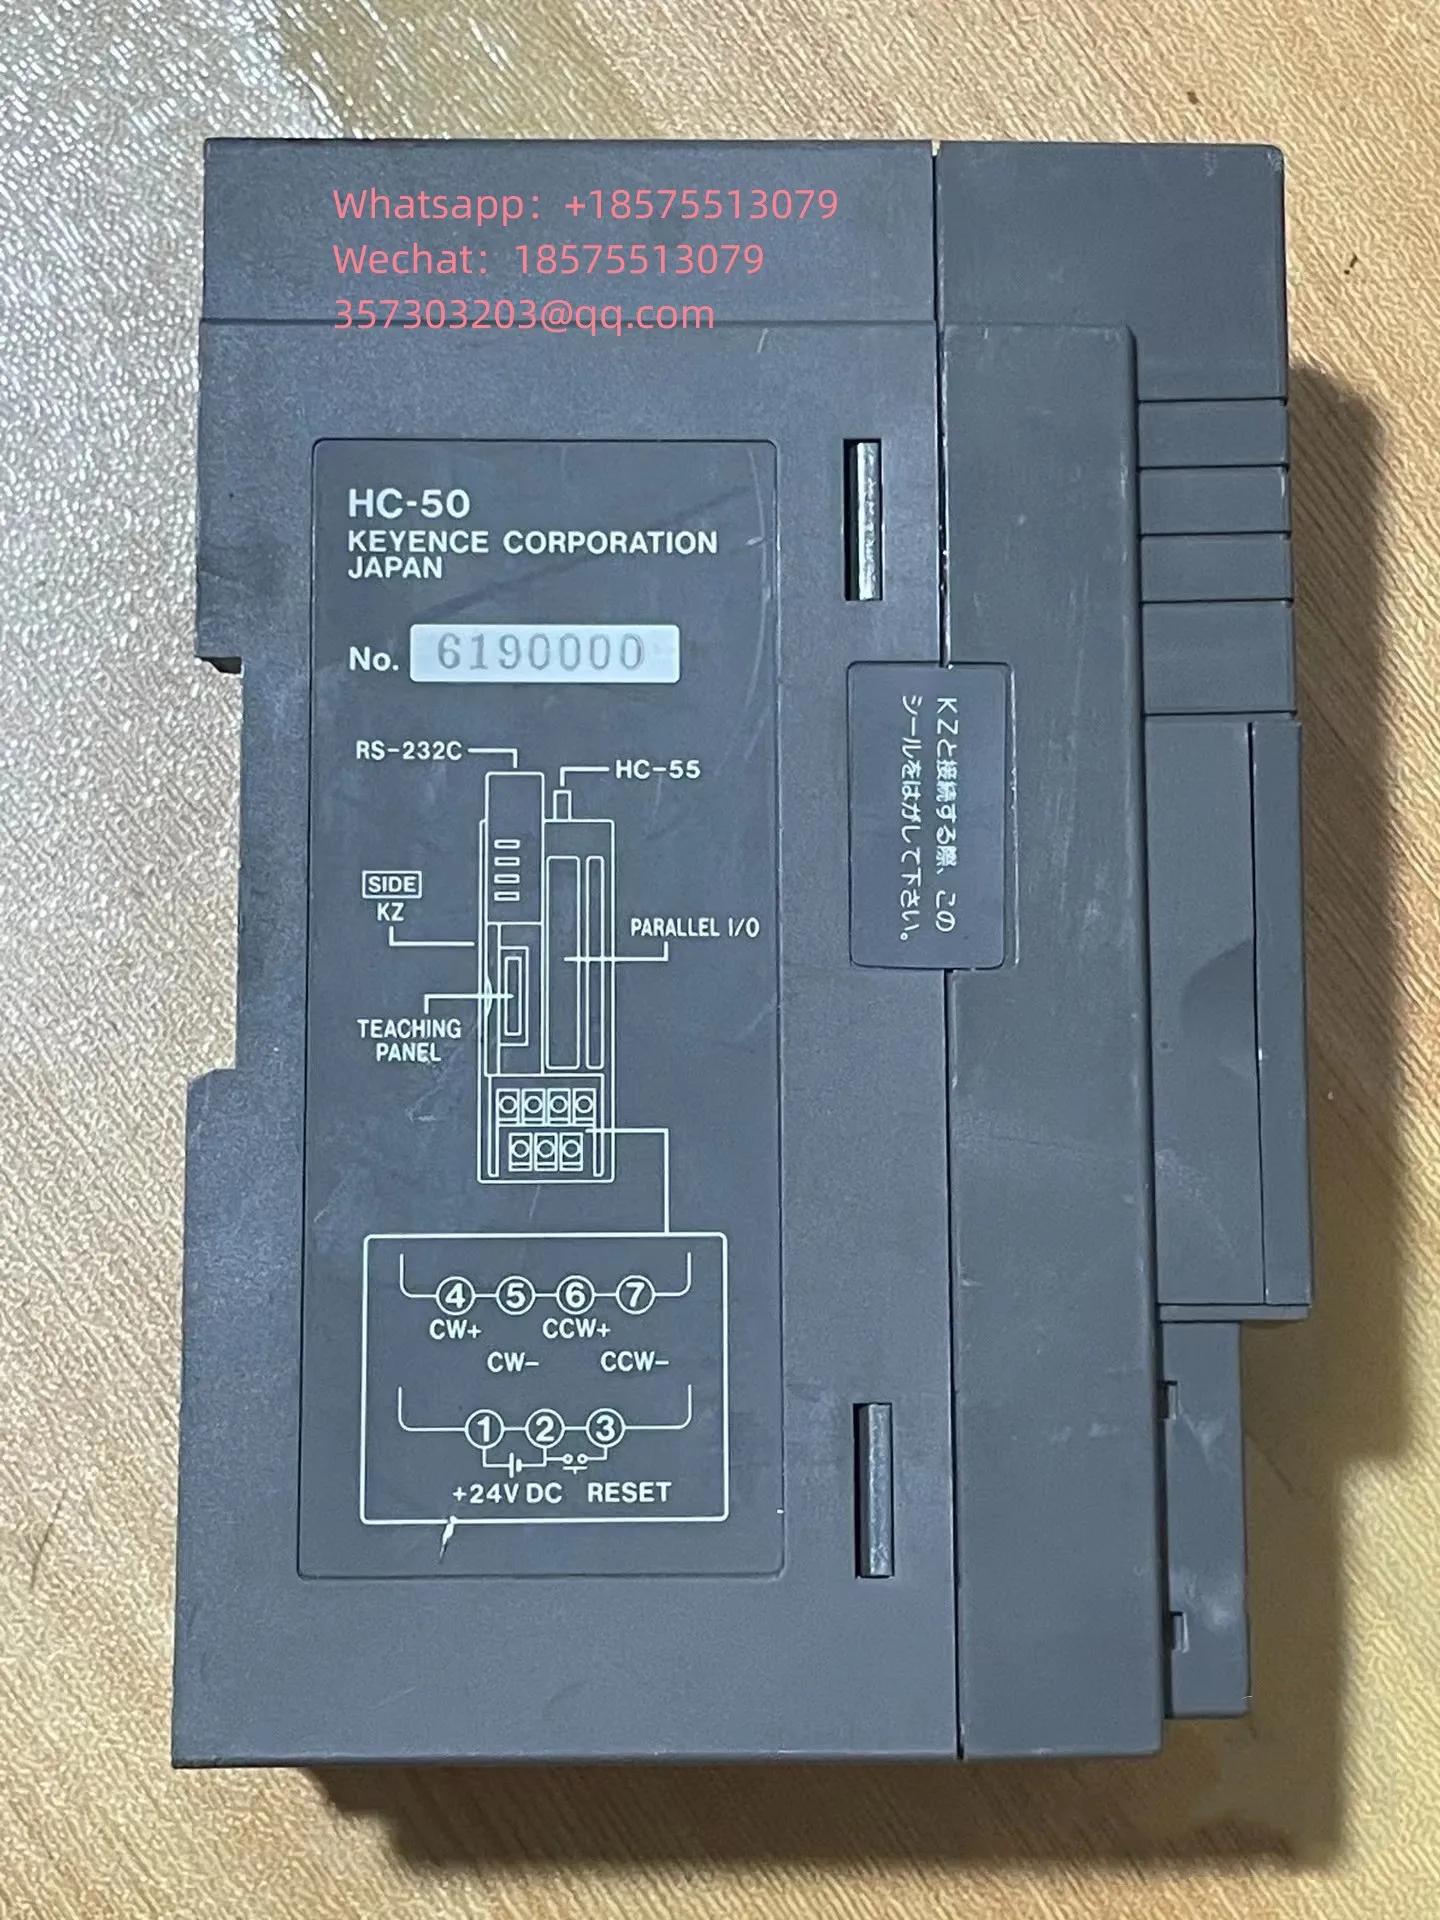 Whatsapp：+18575513079
Wechat：18575513079
357303203@qq.com
HC-50
KEYENCE CORPORATION
JAPAN
No. 6190000
RS-232C
HC-55
SIDE
KZ
PARALLEL I/O
TEACHING
PANEL
4 5 6 7
CW+ CCW+
CW- CCW-
1 2 3
+24V DC RESET
KZと接続する際、この
シールをはがして下さい。